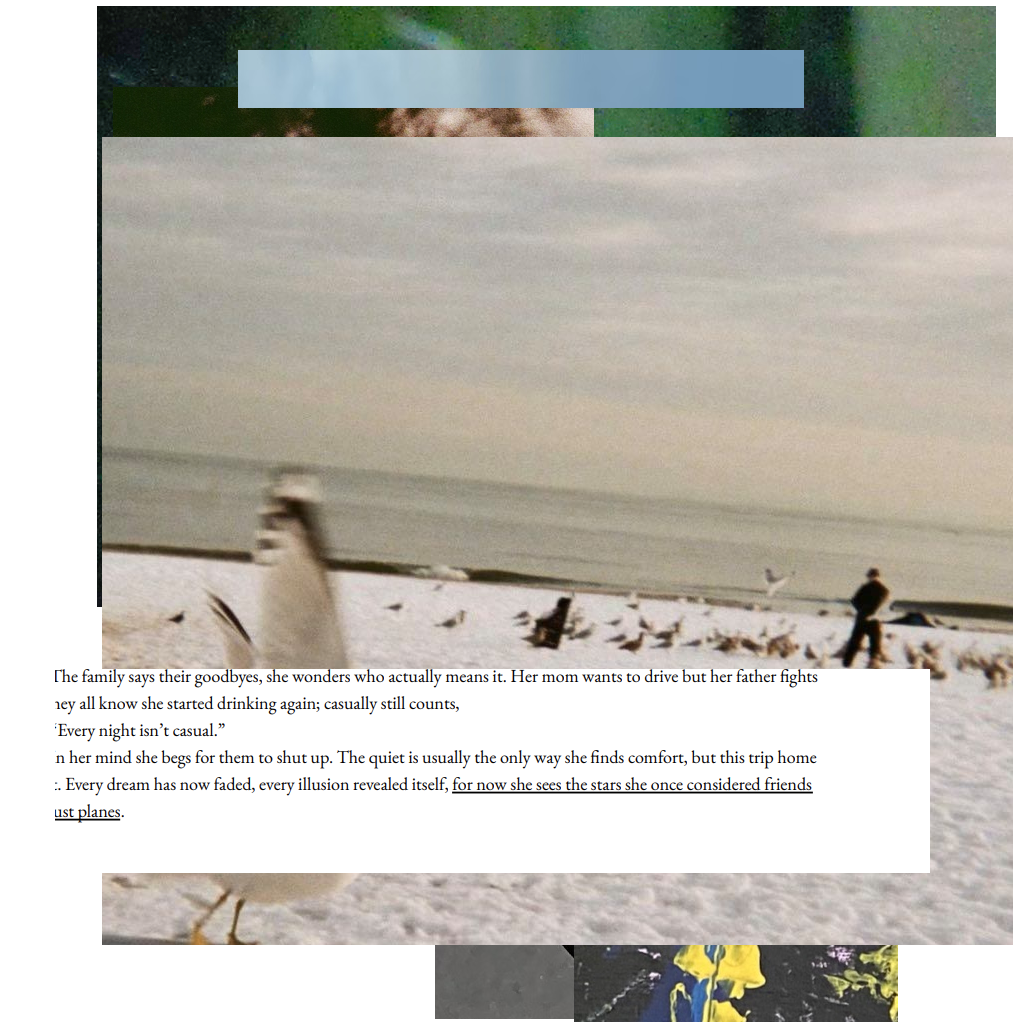 The family says their goodbyes, she wonders who actually means it. Her mom wants to drive but her father fights
hey all know she started drinking again; casually still counts,
“Every night isn’t casual.”
n her mind she begs for them to shut up. The quiet is usually the only way she finds comfort, but this trip home
. Every dream has now faded, every illusion revealed itself, for now she sees the stars she once considered friends
ust planes.